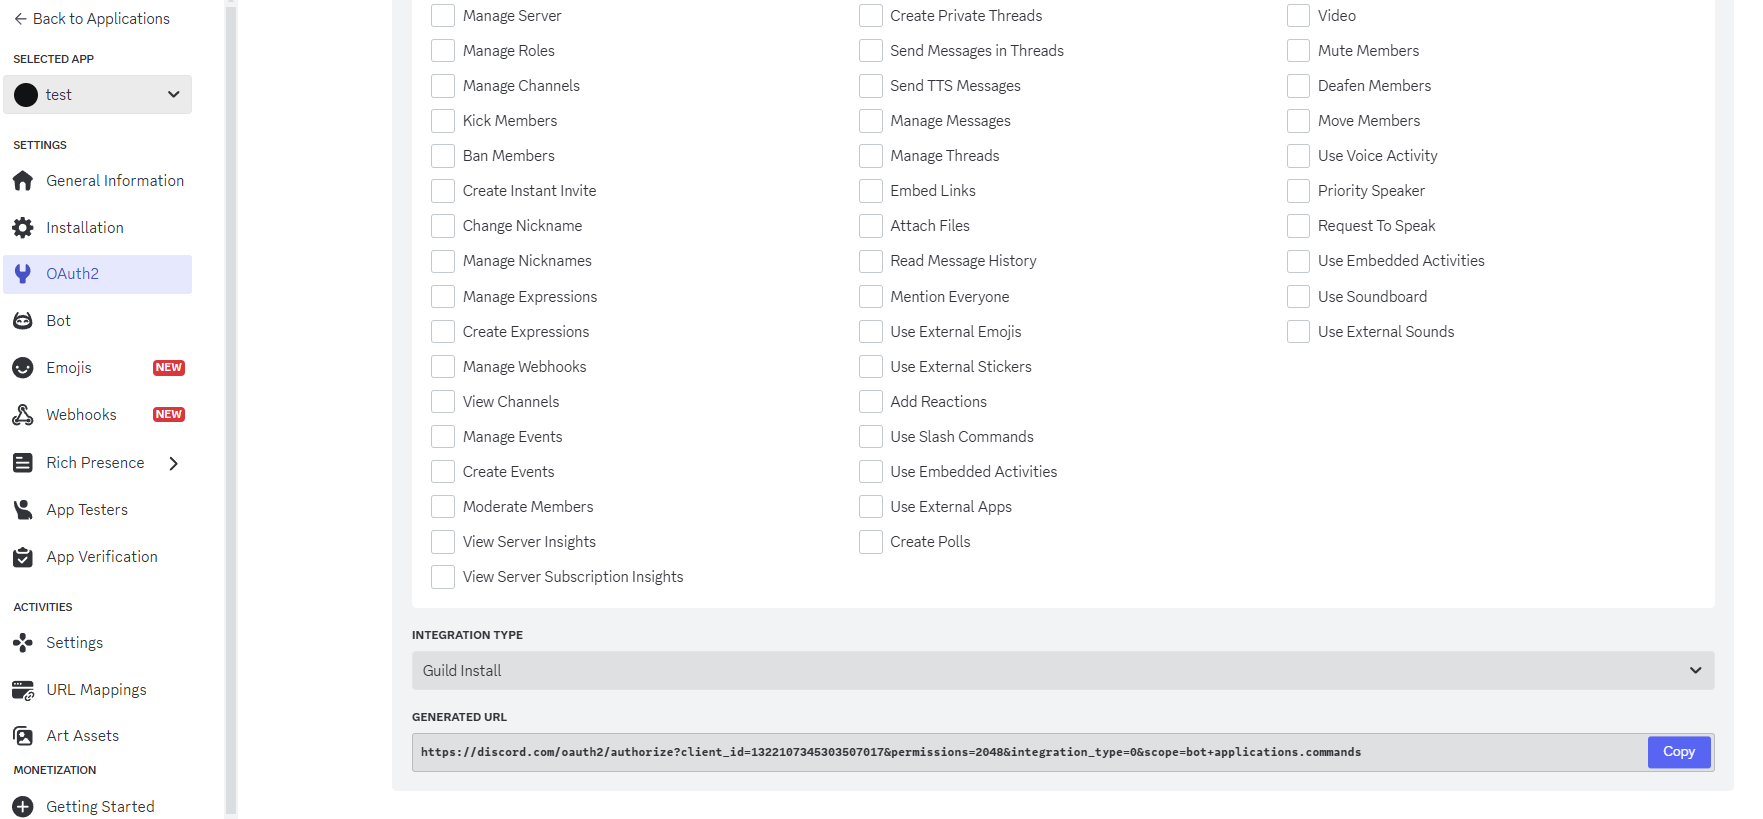 Back to Applications
SELECTED APP
test
SETTINGS
General Information
Installation
OAuth2
Bot
Emojis NEW
Webhooks NEW
Rich Presence
App Testers
App Verification
ACTIVITIES
Settings
URL Mappings
Art Assets
MONETIZATION
Getting Started
Manage Server
Manage Roles
Manage Channels
Kick Members
Ban Members
Create Instant Invite
Change Nickname
Manage Nicknames
Manage Expressions
Create Expressions
Manage Webhooks
View Channels
Manage Events
Create Events
Moderate Members
View Server Insights
View Server Subscription Insights
Create Private Threads
Send Messages in Threads
Send TTS Messages
Manage Messages
Manage Threads
Embed Links
Attach Files
Read Message History
Mention Everyone
Use External Emojis
Use External Stickers
Add Reactions
Use Slash Commands
Use Embedded Activities
Use External Apps
Create Polls
Video
Mute Members
Deafen Members
Move Members
Use Voice Activity
Priority Speaker
Request To Speak
Use Embedded Activities
Use Soundboard
Use External Sounds
INTEGRATION TYPE
Guild Install
GENERATED URL
https://discord.com/oauth2/authorize?client_id=1322107345303507017&permissions=2048&integration_type=0&scope=bot+applications.commands
Copy